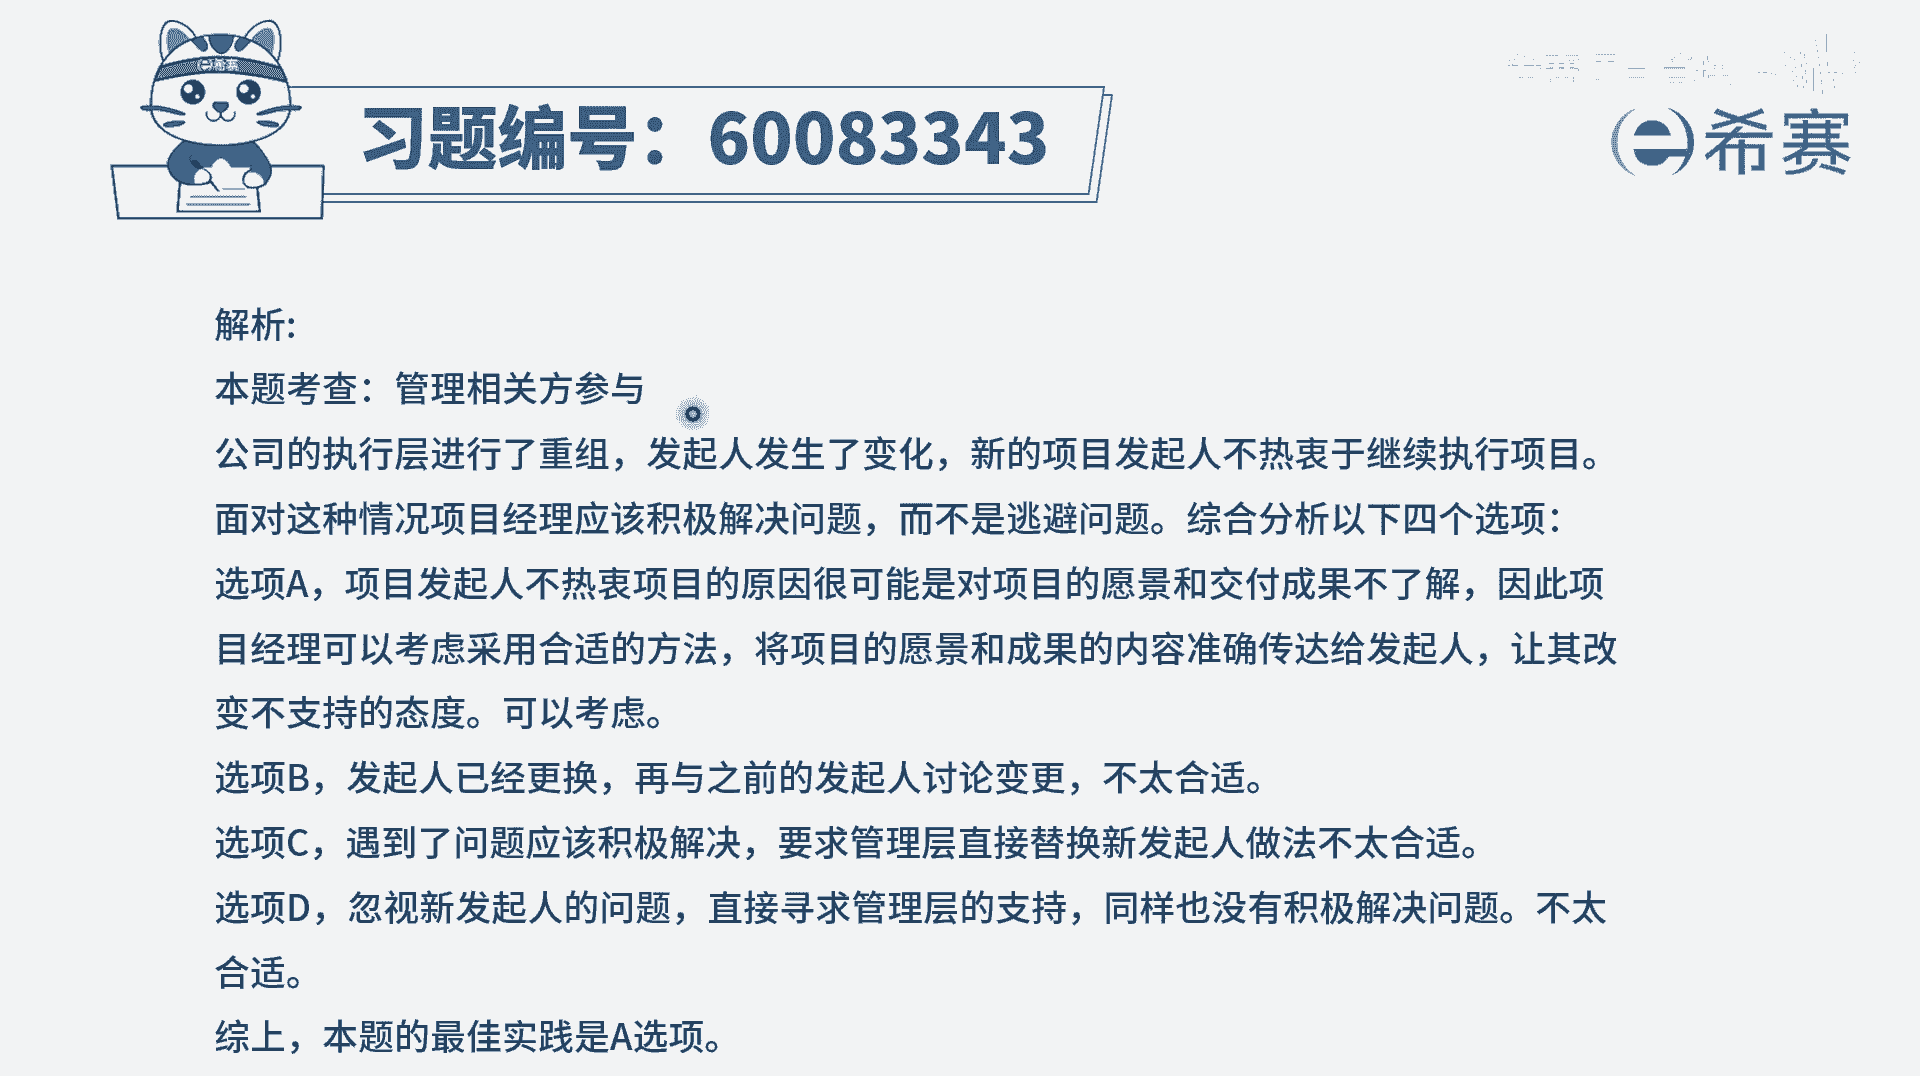 e希赛
习题编号：60083343
e希赛
解析:
本题考查：管理相关方参与
公司的执行层进行了重组，发起人发生了变化，新的项目发起人不热衷于继续执行项目。
面对这种情况项目经理应该积极解决问题，而不是逃避问题。综合分析以下四个选项：
选项A，项目发起人不热衷项目的原因很可能是对项目的愿景和交付成果不了解，因此项
目经理可以考虑采用合适的方法，将项目的愿景和成果的内容准确传达给发起人，让其改
变不支持的态度。可以考虑。
选项B，发起人已经更换，再与之前的发起人讨论变更，不太合适。
选项C，遇到了问题应该积极解决，要求管理层直接替换新发起人做法不太合适。
选项D，忽视新发起人的问题，直接寻求管理层的支持，同样也没有积极解决问题。不太
合适。
综上，本题的最佳实践是A选项。